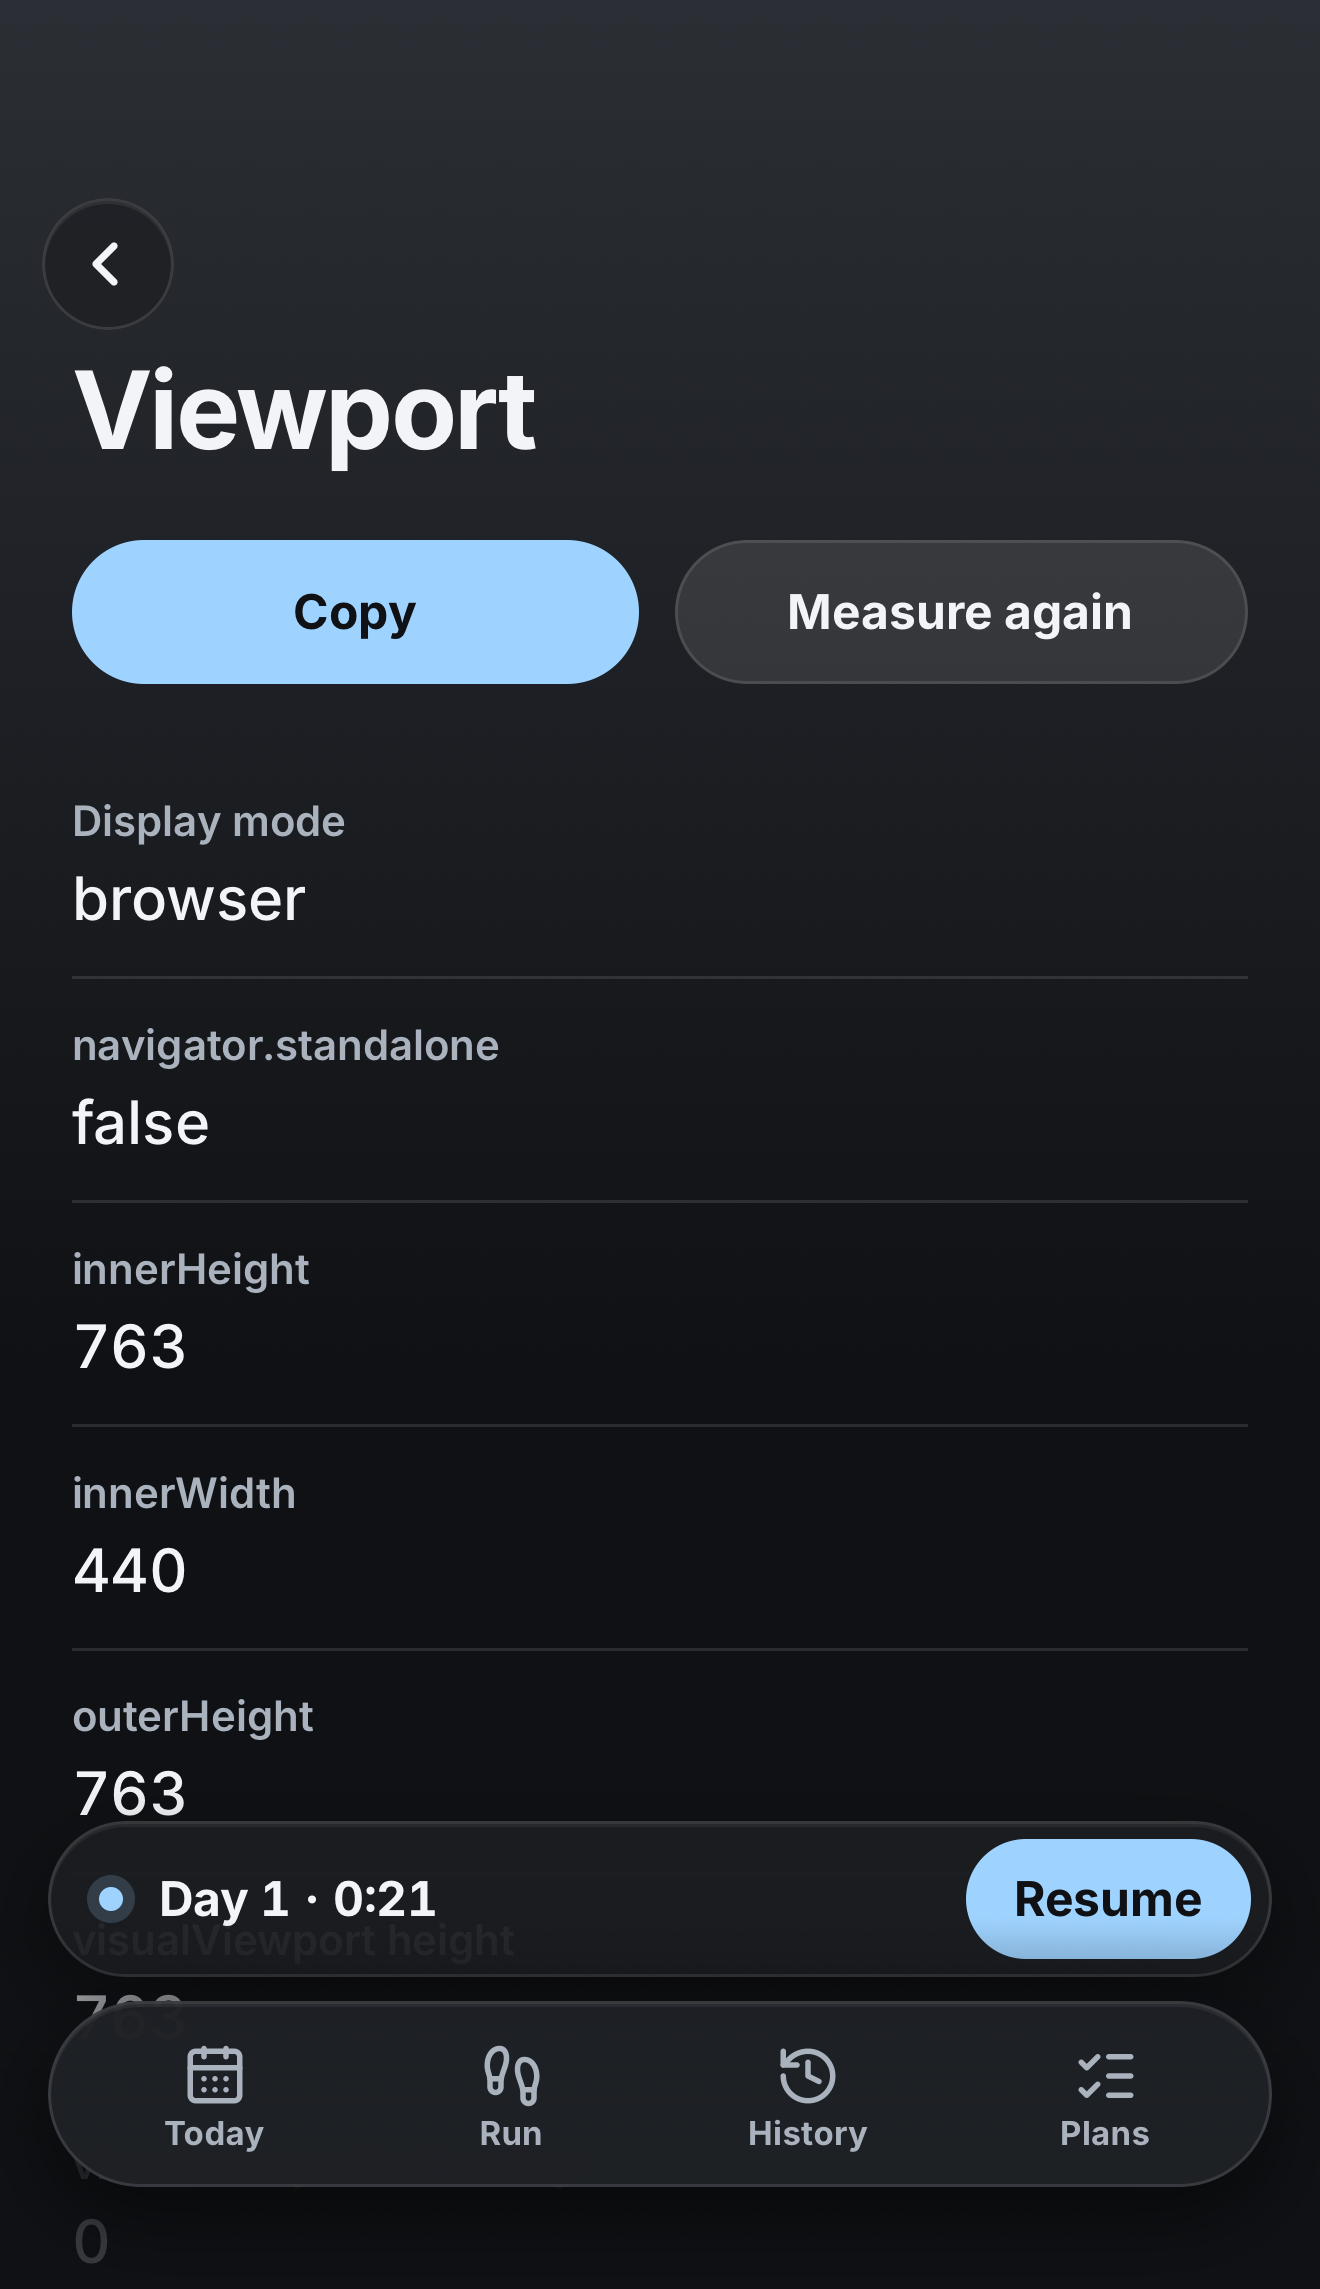 Viewport
Copy
Measure again
Display mode
browser
navigator.standalone
false
innerHeight
763
innerWidth
440
outerHeight
763
Day 1 · 0:21
Resume
visualViewport height
763
Today
Run
History
Plans
0